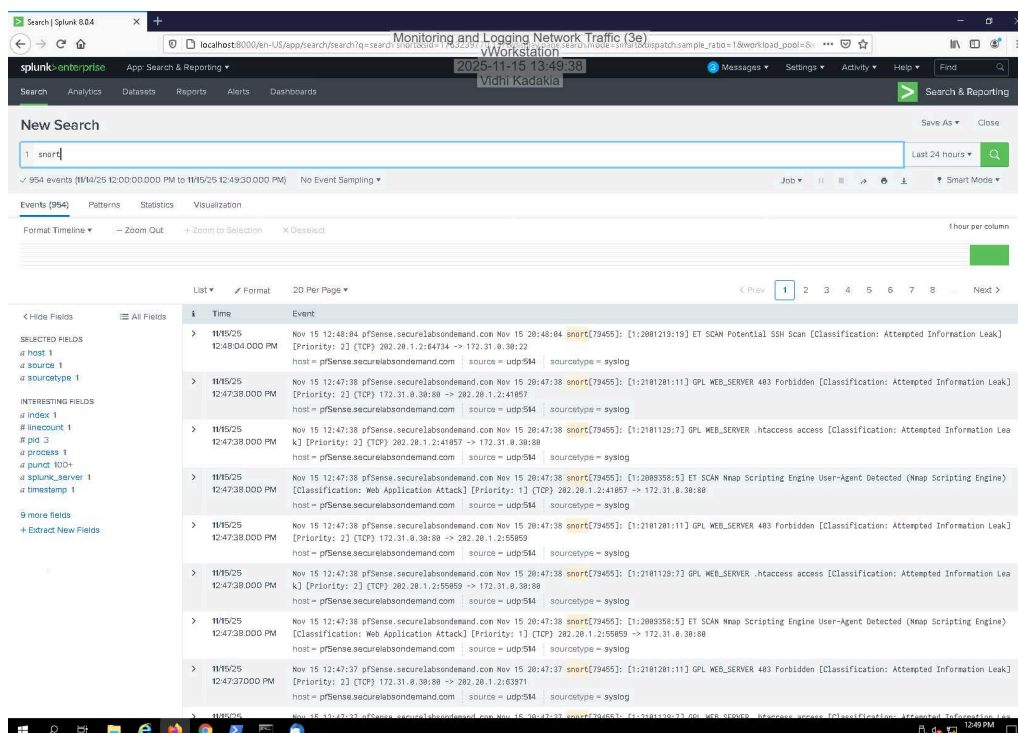 Search | Splunk 8.0.4
Monitoring and Logging Network Traffic (3e)
vWorkstation
2025-11-15 13:49:38
Vidhi Kadakia
localhost:8000/en-US/app/search/search?q=search
splunk>enterprise App: Search & Reporting 3 Messages Settings Activity Help Find
Search Analytics Datasets Reports Alerts Dashboards Search & Reporting
New Search Save As Close
1 snort Last 24 hours
954 events (11/14/25 12:00:00.000 PM to 11/15/25 12:49:30.000 PM) No Event Sampling Job Smart Mode
Events (954) Patterns Statistics Visualization
Format Timeline — Zoom Out + Zoom to Selection × Deselect 1 hour per column
List Format 20 Per Page < Prev 1 2 3 4 5 6 7 8 ... Next >
< Hide Fields All Fields
SELECTED FIELDS
a host 1
a source 1
a sourcetype 1
INTERESTING FIELDS
a index 1
# linecount 1
# pid 3
a process 1
a punct 100+
a splunk_server 1
a timestamp 1
9 more fields
+ Extract New Fields
i Time Event
> 11/15/25 12:48:04.000 PM Nov 15 12:48:04 pfSense.securelabsondemand.com Nov 15 20:48:04 snort[79455]: [1:2001219:19] ET SCAN Potential SSH Scan [Classification: Attempted Information Leak]
[Priority: 2] {TCP} 202.20.1.2:64734 -> 172.31.0.30:22
host = pfSense.securelabsondemand.com source = udp:514 sourcetype = syslog
> 11/15/25 12:47:38.000 PM Nov 15 12:47:38 pfSense.securelabsondemand.com Nov 15 20:47:38 snort[79455]: [1:2101201:11] GPL WEB_SERVER 403 Forbidden [Classification: Attempted Information Leak]
[Priority: 2] {TCP} 172.31.0.30:80 -> 202.20.1.2:41057
host = pfSense.securelabsondemand.com source = udp:514 sourcetype = syslog
> 11/15/25 12:47:38.000 PM Nov 15 12:47:38 pfSense.securelabsondemand.com Nov 15 20:47:38 snort[79455]: [1:2101129:7] GPL WEB_SERVER .htaccess access [Classification: Attempted Information Lea
k] [Priority: 2] {TCP} 202.20.1.2:41057 -> 172.31.0.30:80
host = pfSense.securelabsondemand.com source = udp:514 sourcetype = syslog
> 11/15/25 12:47:38.000 PM Nov 15 12:47:38 pfSense.securelabsondemand.com Nov 15 20:47:38 snort[79455]: [1:2009358:5] ET SCAN Nmap Scripting Engine User-Agent Detected (Nmap Scripting Engine)
[Classification: Web Application Attack] [Priority: 1] {TCP} 202.20.1.2:41057 -> 172.31.0.30:80
host = pfSense.securelabsondemand.com source = udp:514 sourcetype = syslog
> 11/15/25 12:47:38.000 PM Nov 15 12:47:38 pfSense.securelabsondemand.com Nov 15 20:47:38 snort[79455]: [1:2101201:11] GPL WEB_SERVER 403 Forbidden [Classification: Attempted Information Leak]
[Priority: 2] {TCP} 172.31.0.30:80 -> 202.20.1.2:55059
host = pfSense.securelabsondemand.com source = udp:514 sourcetype = syslog
> 11/15/25 12:47:38.000 PM Nov 15 12:47:38 pfSense.securelabsondemand.com Nov 15 20:47:38 snort[79455]: [1:2101129:7] GPL WEB_SERVER .htaccess access [Classification: Attempted Information Lea
k] [Priority: 2] {TCP} 202.20.1.2:55059 -> 172.31.0.30:80
host = pfSense.securelabsondemand.com source = udp:514 sourcetype = syslog
> 11/15/25 12:47:38.000 PM Nov 15 12:47:38 pfSense.securelabsondemand.com Nov 15 20:47:38 snort[79455]: [1:2009358:5] ET SCAN Nmap Scripting Engine User-Agent Detected (Nmap Scripting Engine)
[Classification: Web Application Attack] [Priority: 1] {TCP} 202.20.1.2:55059 -> 172.31.0.30:80
host = pfSense.securelabsondemand.com source = udp:514 sourcetype = syslog
> 11/15/25 12:47:37.000 PM Nov 15 12:47:37 pfSense.securelabsondemand.com Nov 15 20:47:37 snort[79455]: [1:2101201:11] GPL WEB_SERVER 403 Forbidden [Classification: Attempted Information Leak]
[Priority: 2] {TCP} 172.31.0.30:80 -> 202.20.1.2:63971
host = pfSense.securelabsondemand.com source = udp:514 sourcetype = syslog
> 11/15/25 Nov 15 12:47:37 pfSense.securelabsondemand.com Nov 15 20:47:37 snort[79455]: [1:2101129:7] GPL WEB_SERVER .htaccess access [Classification: Attempted Information Lea
12:49 PM